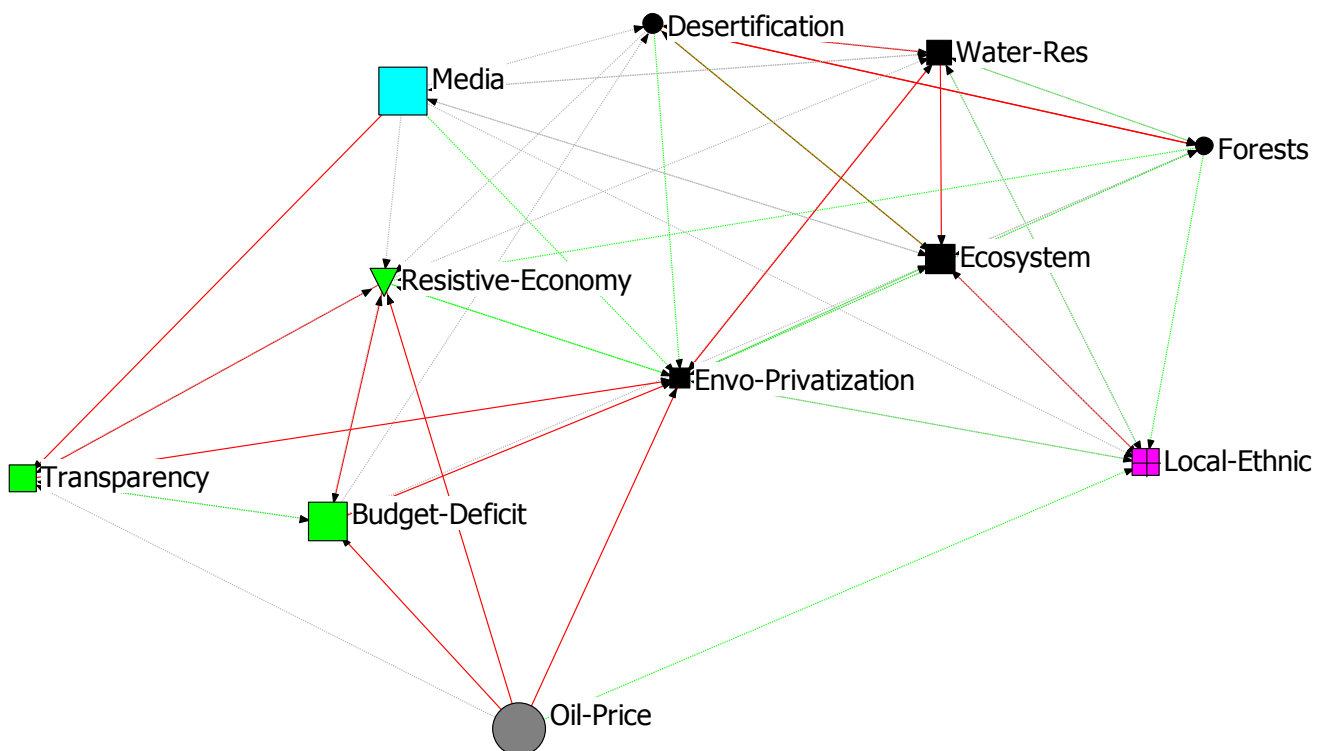 Desertification
Water-Res
Media
Forests
Ecosystem
Resistive-Economy
Envo-Privatization
Local-Ethnic
Transparency
Budget-Deficit
Oil-Price